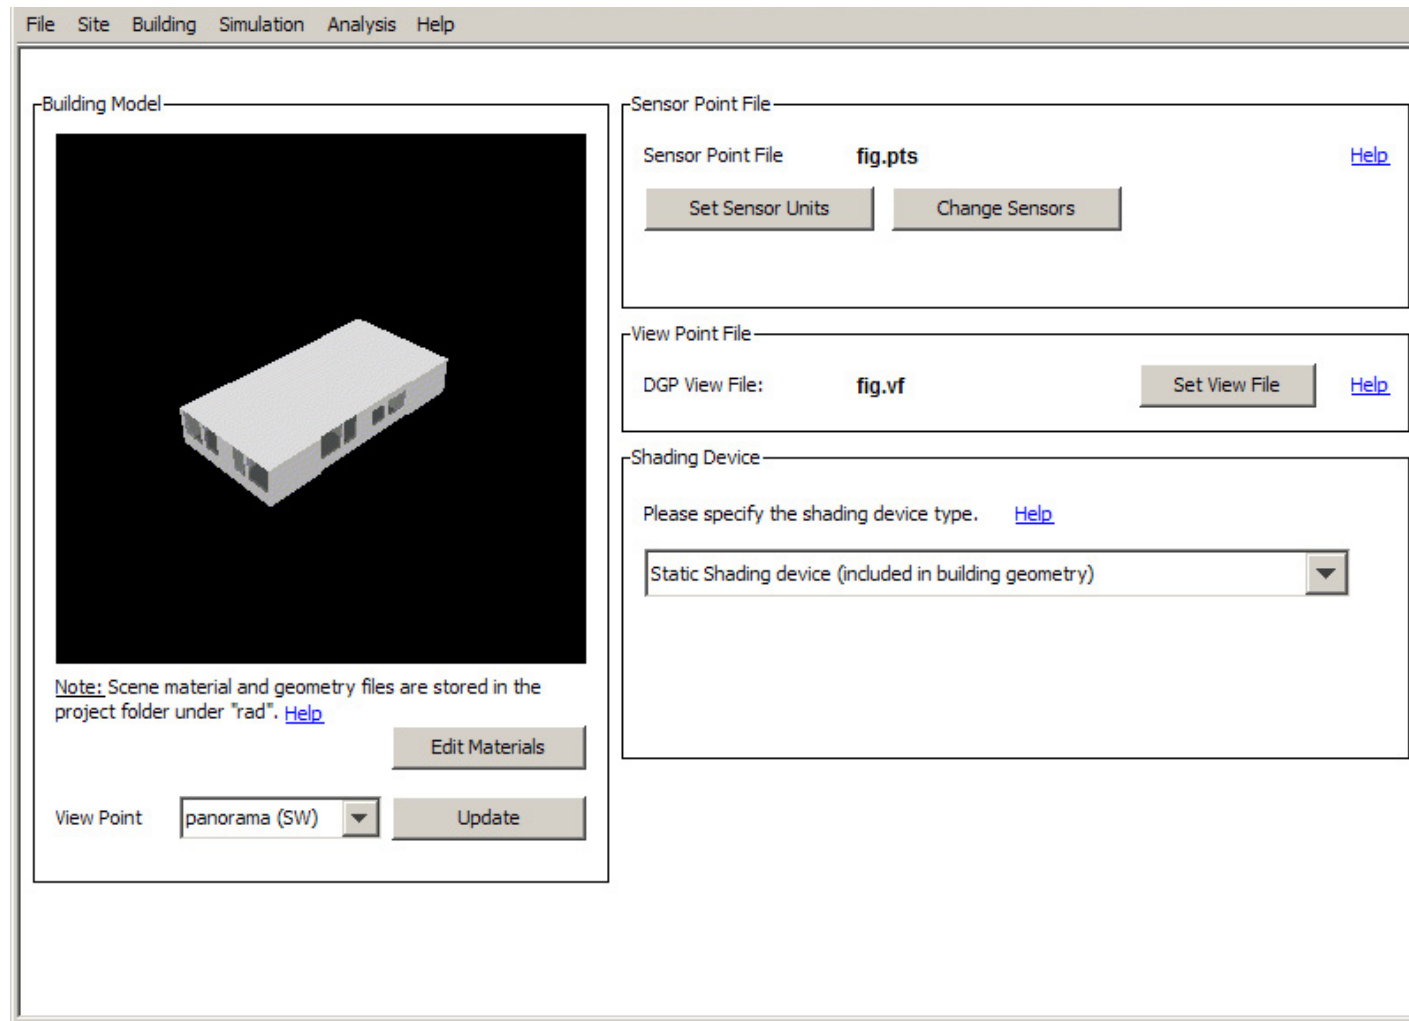 File Site Building Simulation Analysis Help
Building Model
Note: Scene material and geometry files are stored in the
project folder under "rad". Help
Edit Materials
View Point panorama (SW) Update
Sensor Point File
Sensor Point File fig.pts Help
Set Sensor Units Change Sensors
View Point File
DGP View File: fig.vf Set View File Help
Shading Device
Please specify the shading device type. Help
Static Shading device (included in building geometry)